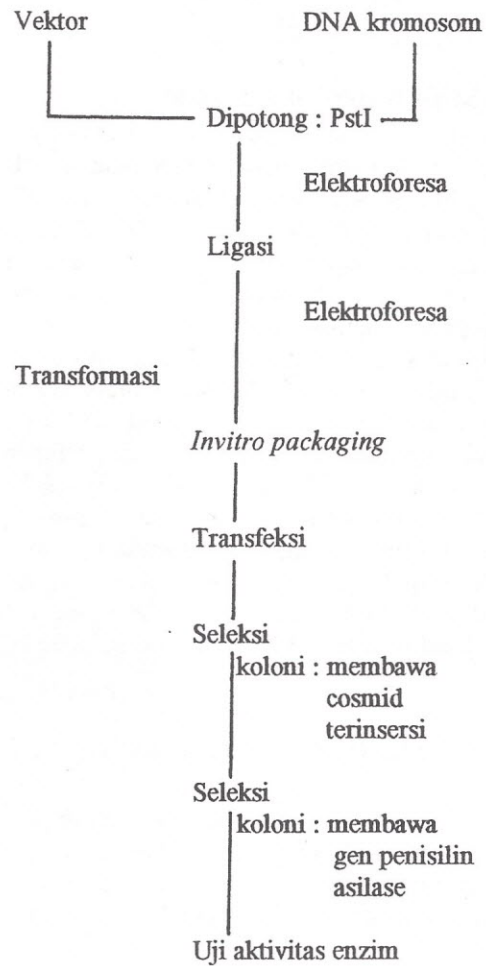 Vektor DNA kromosom
Dipotong : PstI
Elektroforesa
Ligasi
Elektroforesa
Transformasi
Invitro packaging
Transfeksi
Seleksi
koloni : membawa
cosmid
terinsersi
Seleksi
koloni : membawa
gen penisilin
asilase
Uji aktivitas enzim